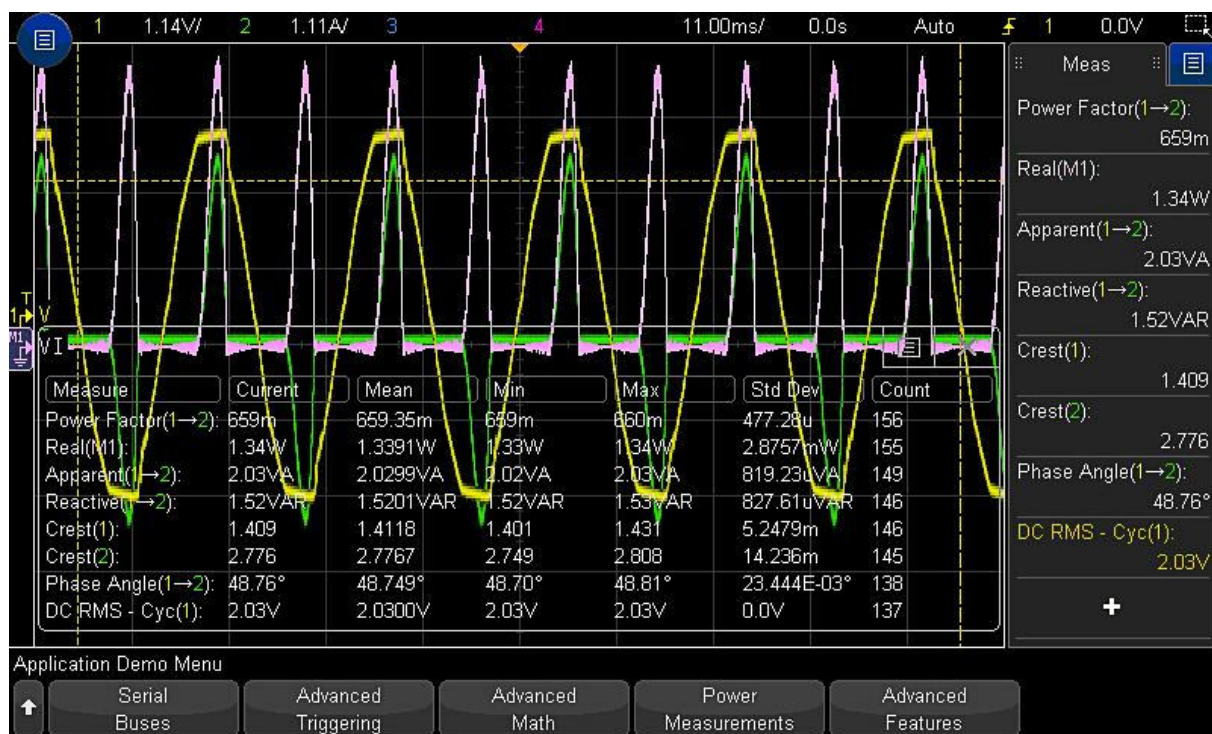 1 1.14V/ 2 1.11A/ 3 4 11.00ms/ 0.0s Auto 1 0.0V
Meas
Power Factor(1→2):
659m
Real(M1):
1.34W
Apparent(1→2):
2.03VA
Reactive(1→2):
1.52VAR
Crest(1):
1.409
Crest(2):
2.776
Phase Angle(1→2):
48.76°
DC RMS - Cyc(1):
2.03V
+
T
1 V
M1 VI
Measure Current Mean Min Max Std Dev Count
Power Factor(1→2): 659m 659.35m 659m 660m 477.28u 156
Real(M1): 1.34W 1.3391W 1.33W 1.34W 2.8757mW 155
Apparent(1→2): 2.03VA 2.0299VA 2.02VA 2.03VA 819.23uVA 149
Reactive(1→2): 1.52VAR 1.5201VAR 1.52VAR 1.53VAR 827.61uVAR 146
Crest(1): 1.409 1.4118 1.401 1.431 5.2479m 146
Crest(2): 2.776 2.7767 2.749 2.808 14.236m 145
Phase Angle(1→2): 48.76° 48.749° 48.70° 48.81° 23.444E-03° 138
DC RMS - Cyc(1): 2.03V 2.0300V 2.03V 2.03V 0.0V 137
Application Demo Menu
Serial
Buses
Advanced
Triggering
Advanced
Math
Power
Measurements
Advanced
Features